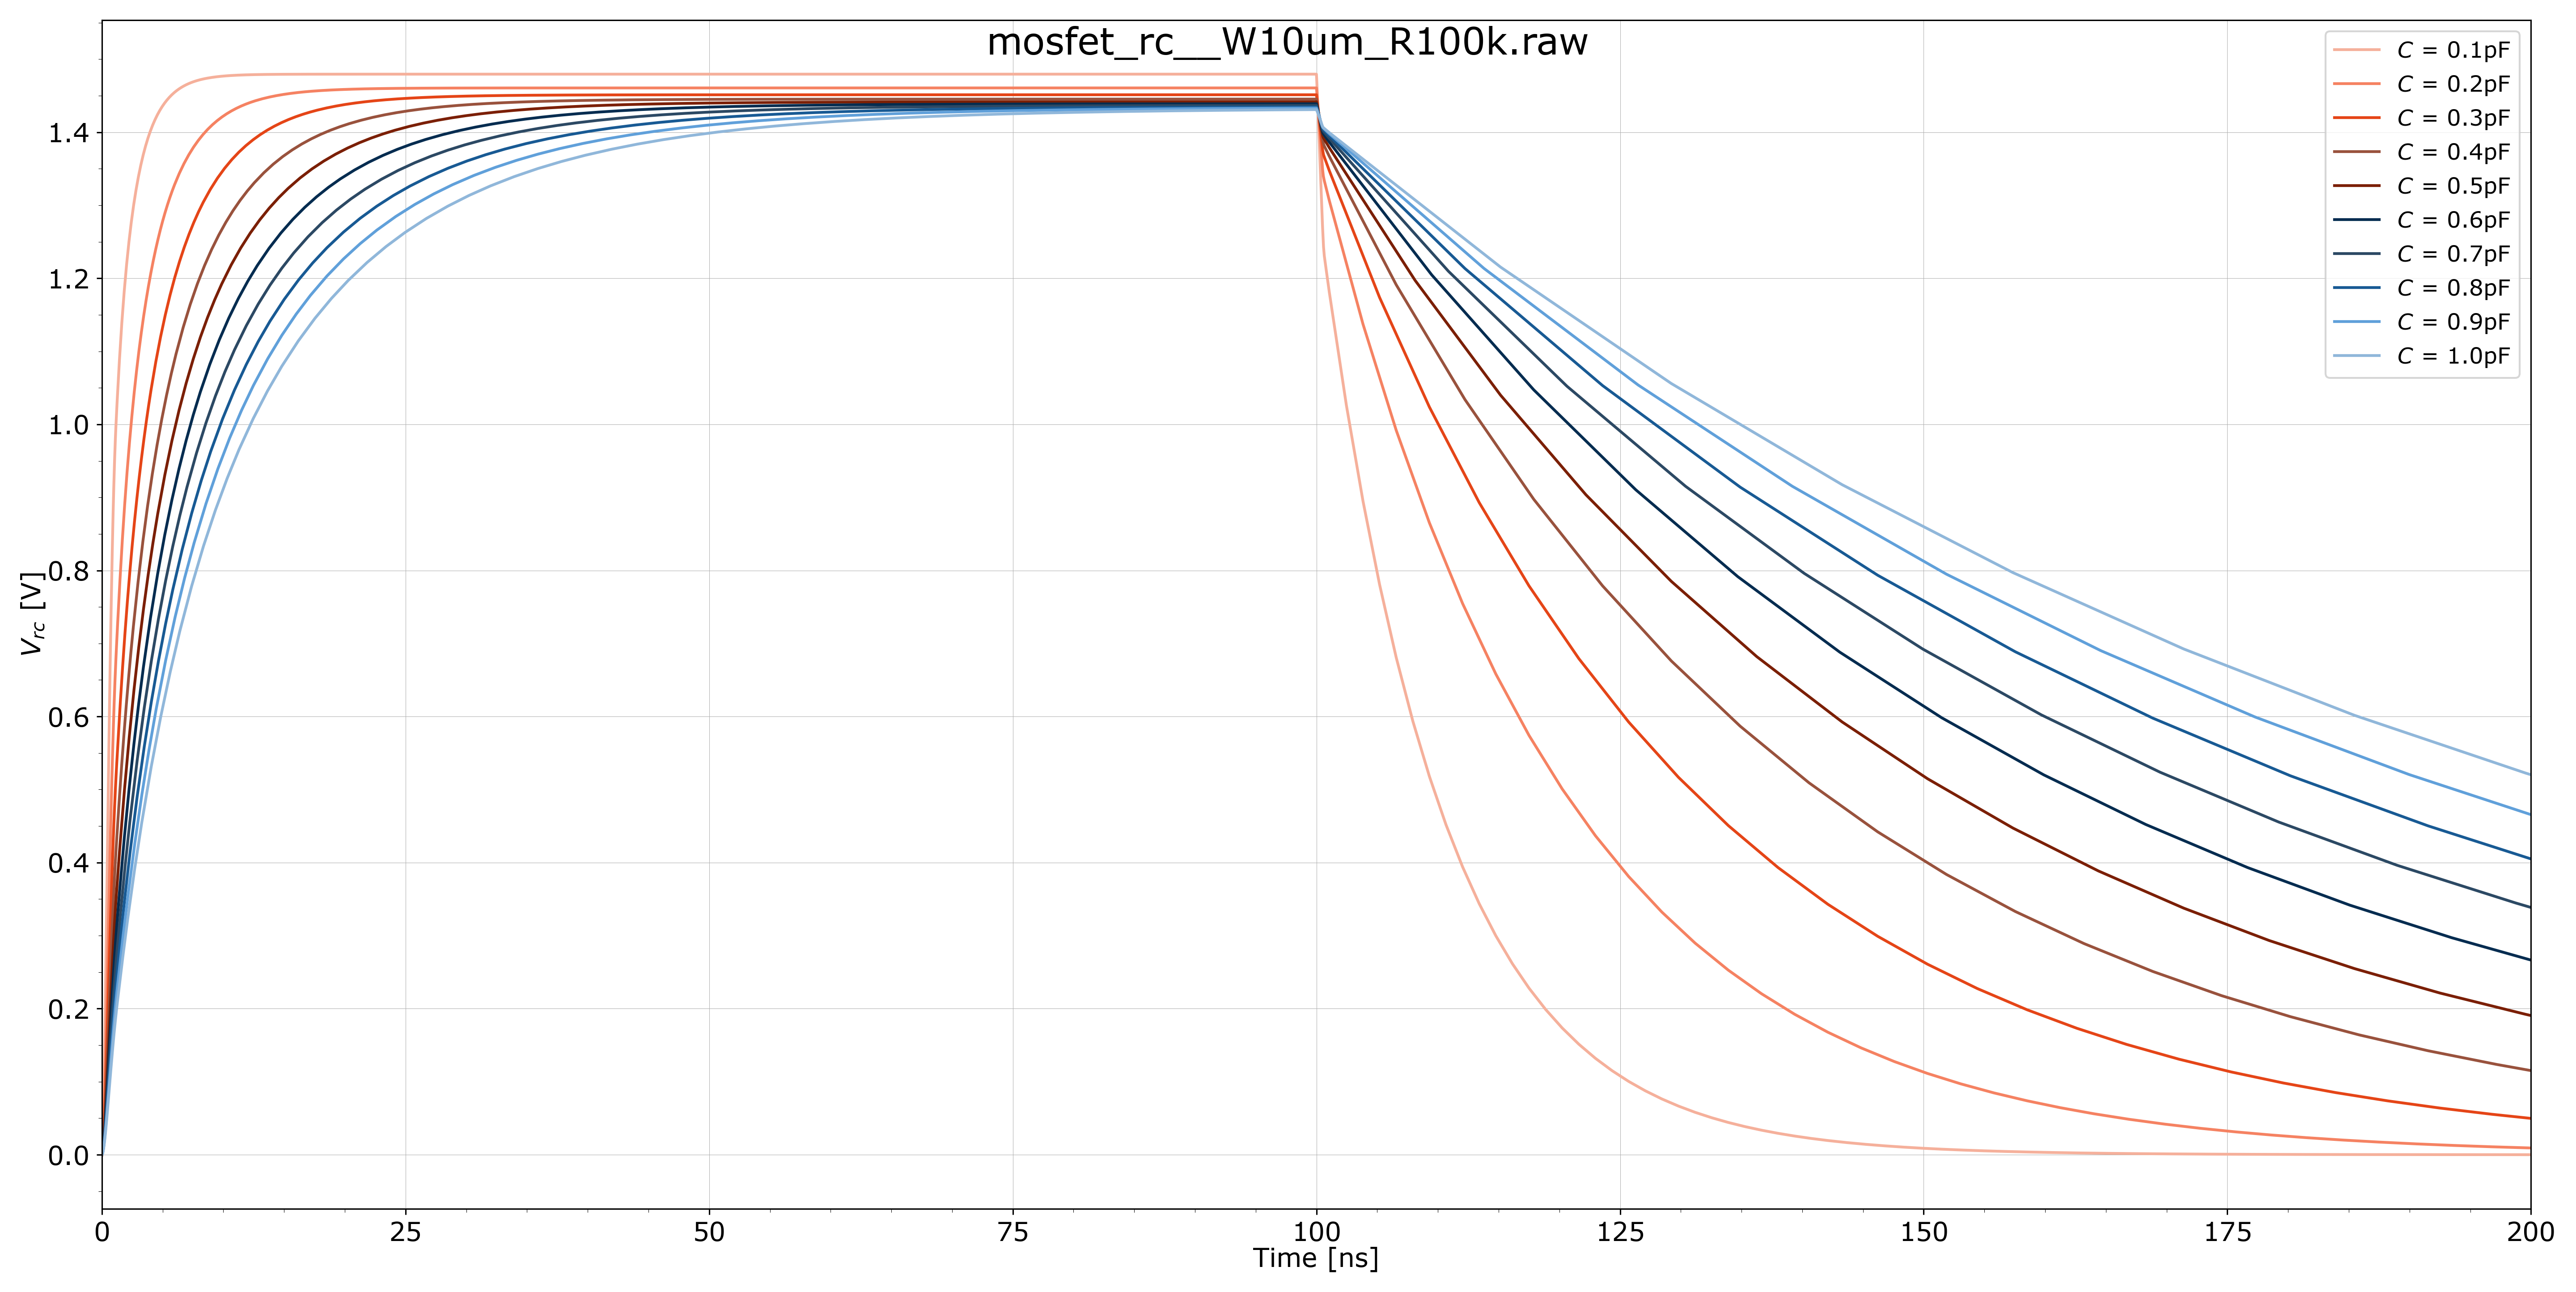 mosfet_rc__W10um_R100k.raw
C = 0.1pF
C = 0.2pF
C = 0.3pF
C = 0.4pF
C = 0.5pF
C = 0.6pF
C = 0.7pF
C = 0.8pF
C = 0.9pF
C = 1.0pF
V_rc [V]
1.4
1.2
1.0
0.8
0.6
0.4
0.2
0.0
0 25 50 75 100 125 150 175 200
Time [ns]